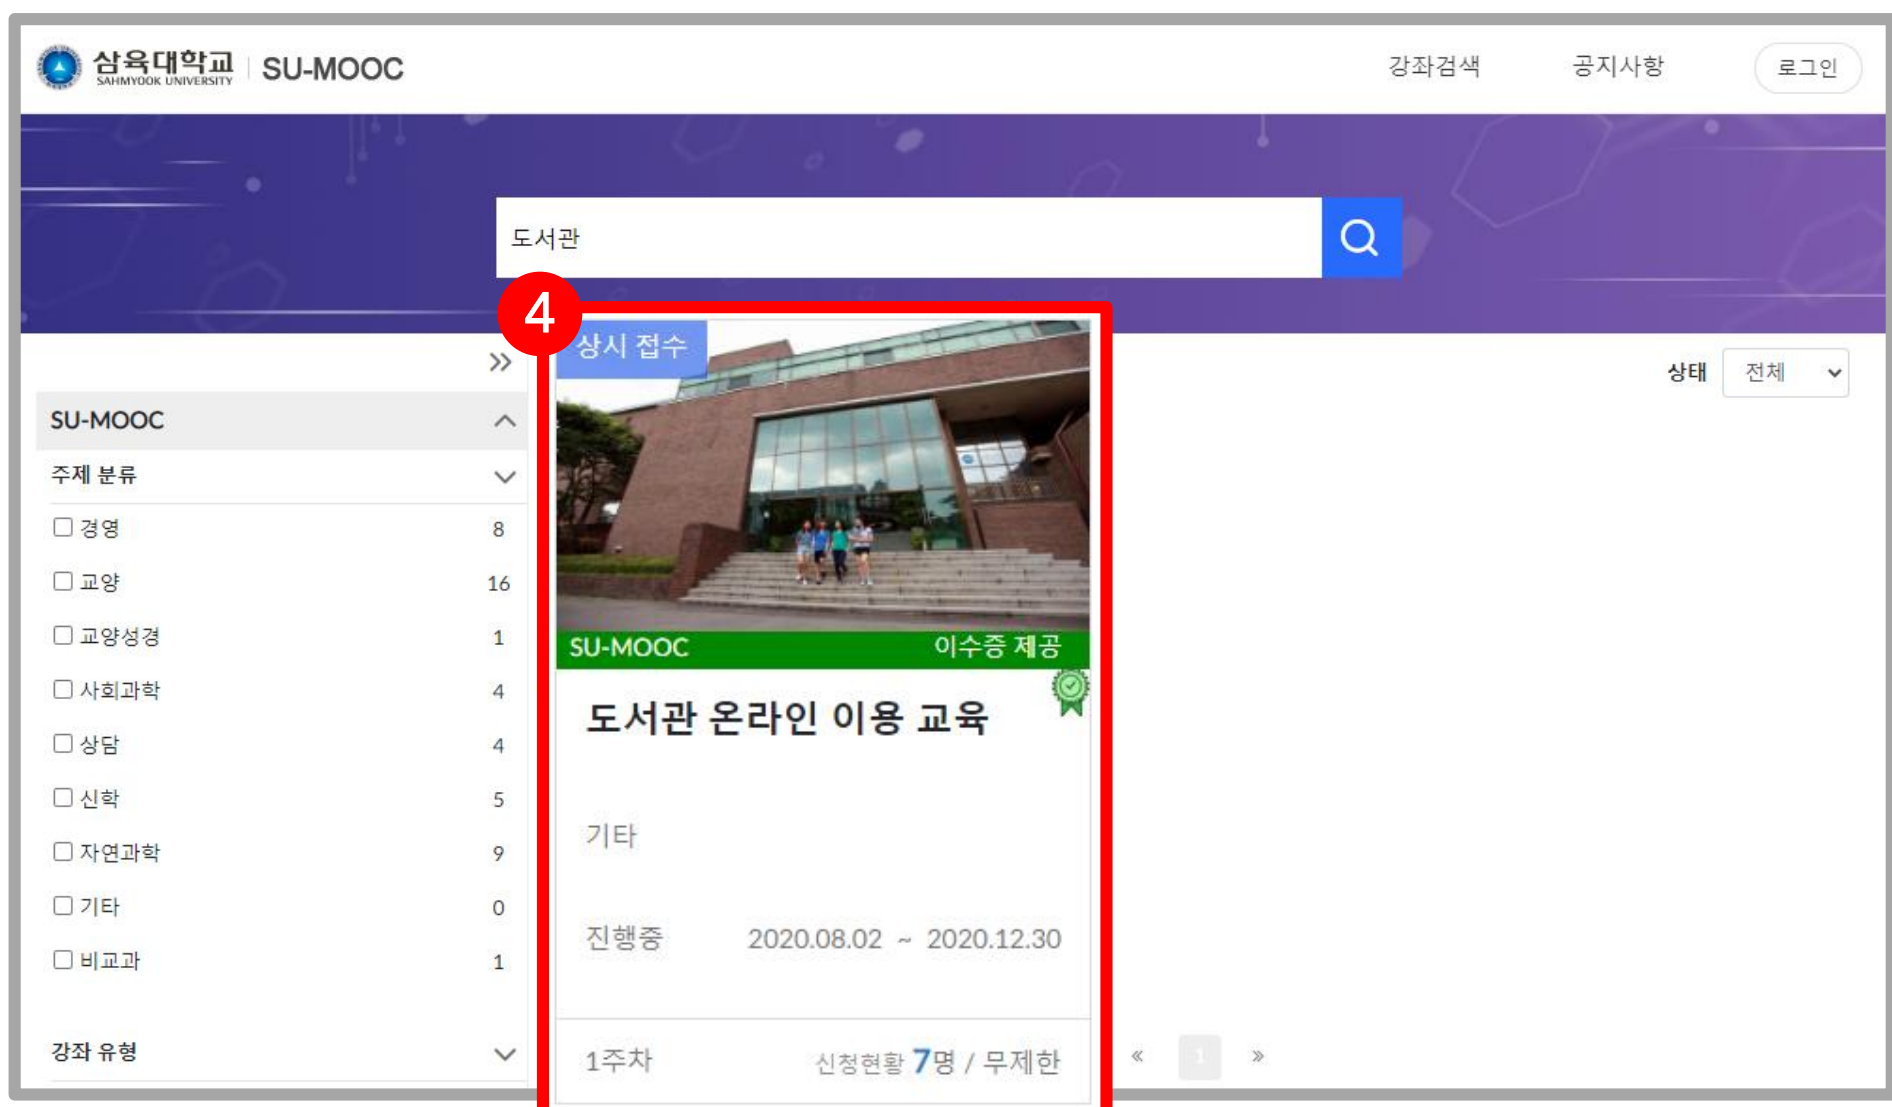 삼육대학교
SAHMYOOK UNIVERSITY
SU-MOOC
강좌검색
공지사항
로그인
도서관
4
상시 접수
상태
전체
SU-MOOC
주제 분류
경영 8
교양 16
교양성경 1
사회과학 4
상담 4
신학 5
자연과학 9
기타 0
비교과 1
강좌 유형
SU-MOOC 이수증 제공
도서관 온라인 이용 교육
기타
진행중 2020.08.02 ~ 2020.12.30
1주차 신청현황 7명 / 무제한
« 1 »